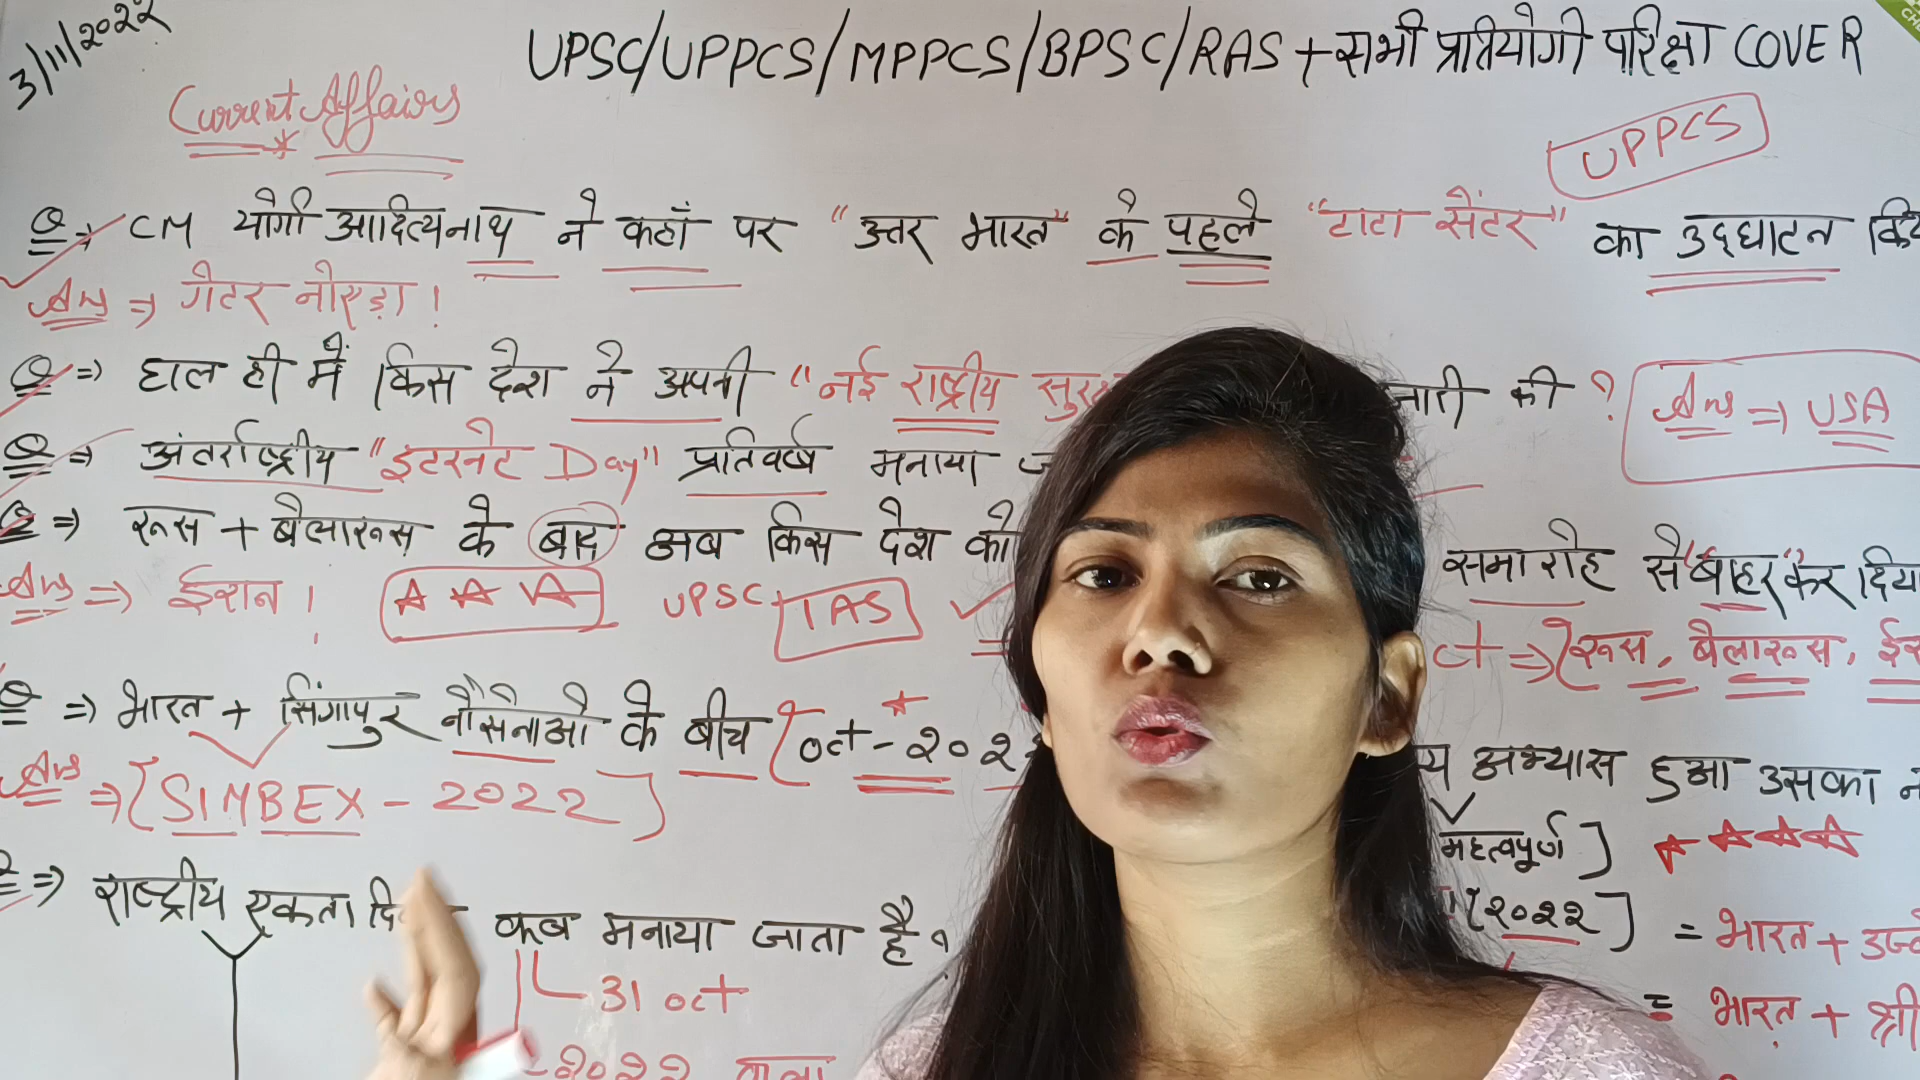 3/11/2022
UPSC/UPPCS/MPPCS/BPSC/RAS + सभी प्रतियोगी परिक्षा COVER
Current Affairs
UPPCS
Q ⇒ CM योगी आदित्यनाथ ने कहाँ पर "उत्तर भारत" के पहले "टाटा सेंटर" का उद्घाटन
Ans ⇒ गेटर नोएड़ा!
Q ⇒ हाल ही में किस देश ने अपनी "नई राष्ट्रीय जारी की ? Ans ⇒ USA
Q ⇒ अंतर्राष्ट्रीय "इंटरनेट Day" प्रतिवर्ष मनाया
Q ⇒ रूस + बैलारूस के बाद अब किस देश को समारोह से "बाहर" कर दिया
Ans ⇒ ईरान! UPSC IAS ct ⇒ [रूस, बैलारूस,
Q ⇒ भारत + सिंगापुर नौसेनाओ के बीच [oct - 202 अभ्यास हुआ उसका
Ans ⇒ [SIMBEX - 2022]
महत्वपूर्ण]
Q ⇒ राष्ट्रीय एकता कब मनाया जाता है?
[2022] = भारत +
31 oct
= भारत +
2022 वाला